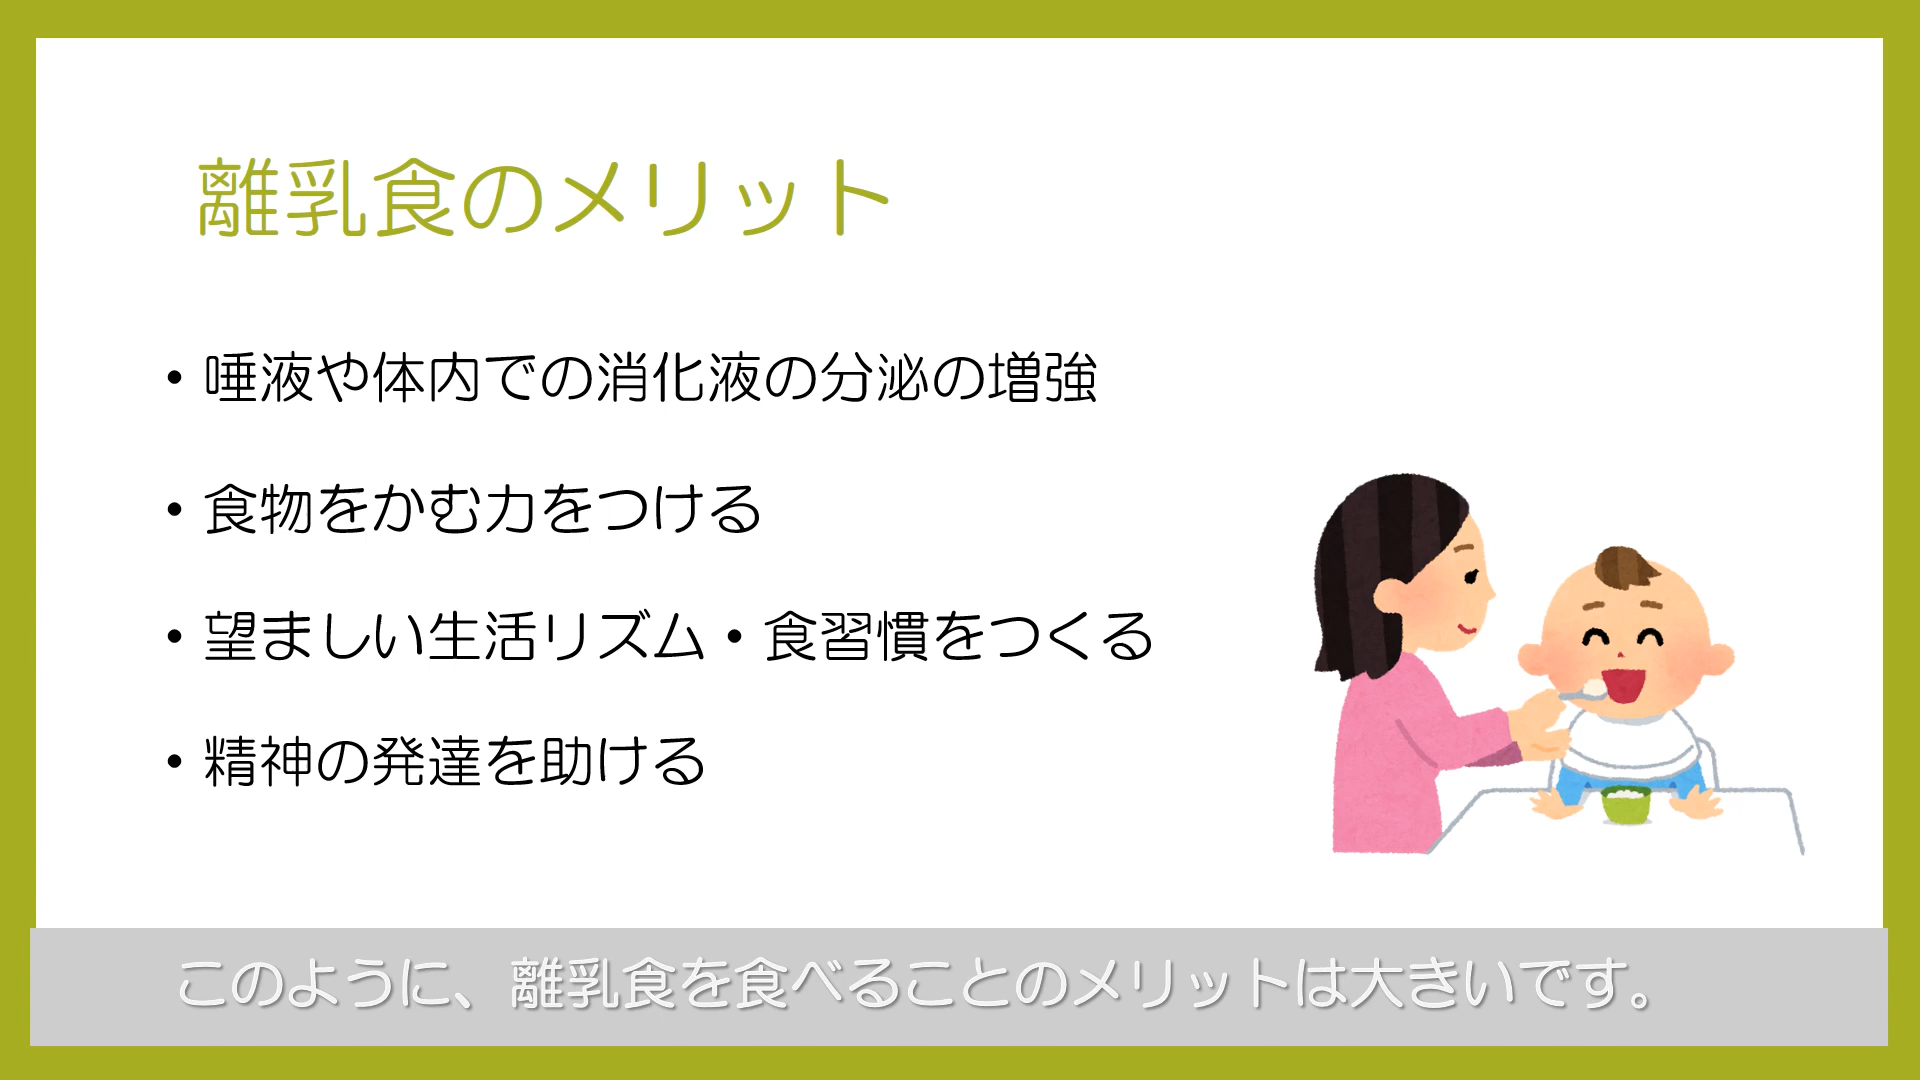 離乳食のメリット
・唾液や体内での消化液の分泌の増強
・食物をかむ力をつける
・望ましい生活リズム・食習慣をつくる
・精神の発達を助ける
このように、離乳食を食べることのメリットは大きいです。